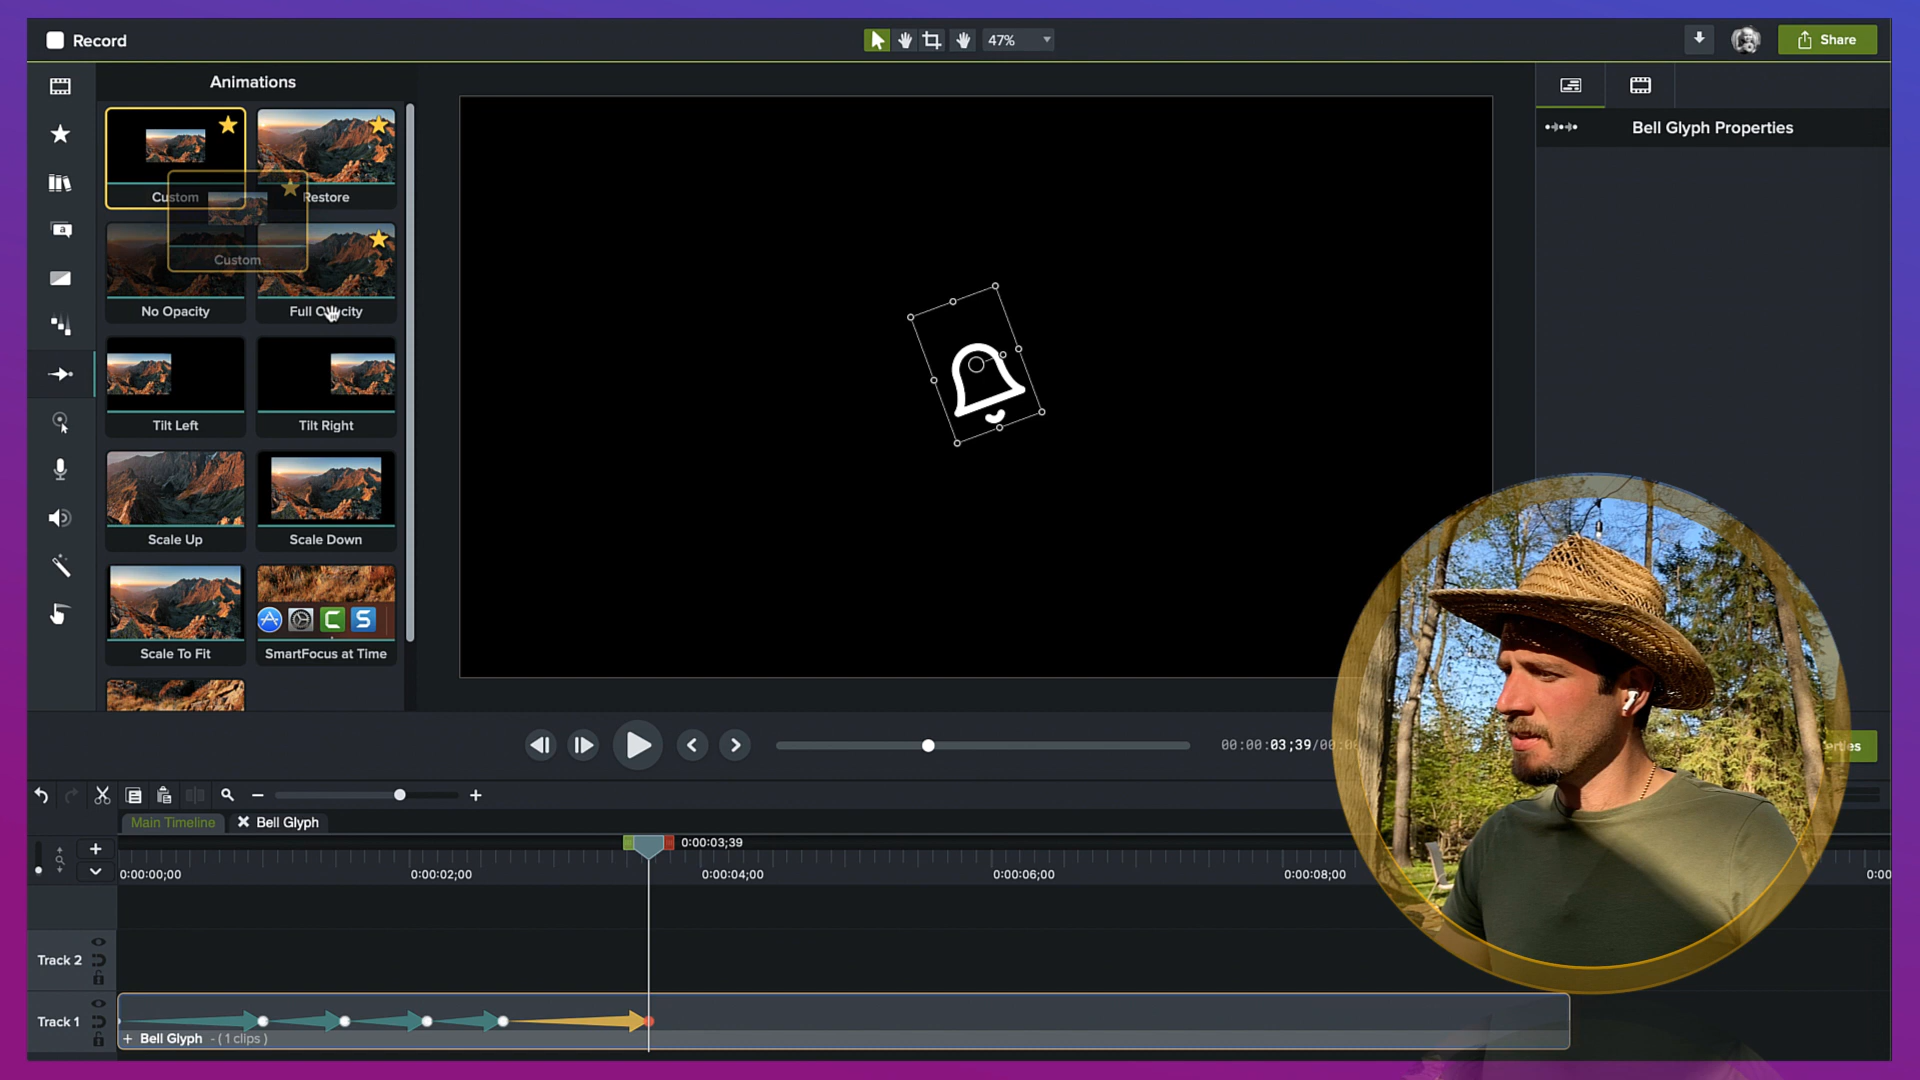 Record
47%
Share
Animations
Custom
Restore
Custom
No Opacity
Tilt Left
Tilt Right
Scale Up
Scale Down
Scale To Fit
SmartFocus at Time
Bell Glyph Properties
00:00:03;39/00:
Main Timeline
Bell Glyph
0:00:03;39
0:00:00;00
0:00:02;00
0:00:04;00
0:00:06;00
0:00:08;00
0:00
Track 2
Track 1
+ Bell Glyph - ( 1 clips )